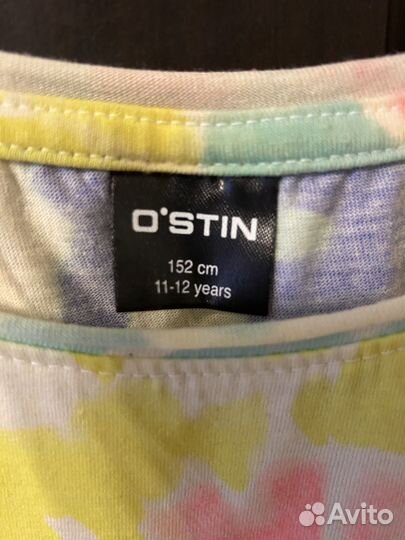 O'STIN
152 cm
11-12 years
Avito